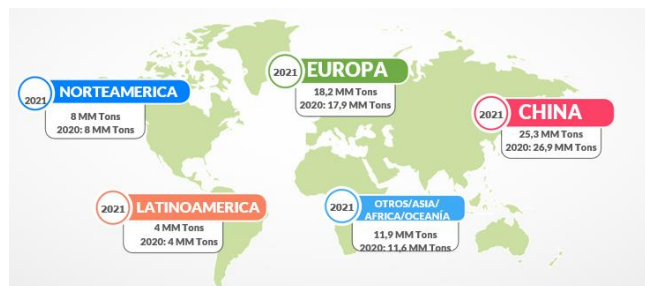 2021
NORTEAMERICA
8 MM Tons
2020: 8 MM Tons
2021
EUROPA
18,2 MM Tons
2020: 17,9 MM Tons
2021
CHINA
25,3 MM Tons
2020: 26,9 MM Tons
2021
LATINOAMERICA
4 MM Tons
2020: 4 MM Tons
2021
OTROS/ASIA/
AFRICA/OCEANÍA
11,9 MM Tons
2020: 11,6 MM Tons